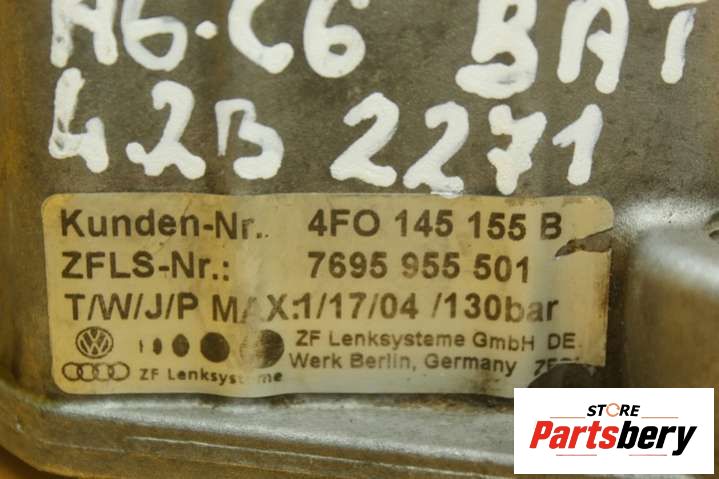 A6.C6 BAT
42B 2271
Kunden-Nr.: 4FO 145 155 B
ZFLS-Nr.: 7695 955 501
T/W/J/P MAX:1/17/04 /130bar
ZF Lenksysteme GmbH DE.
Werk Berlin, Germany
ZF Lenksysteme
STORE
Partsbery